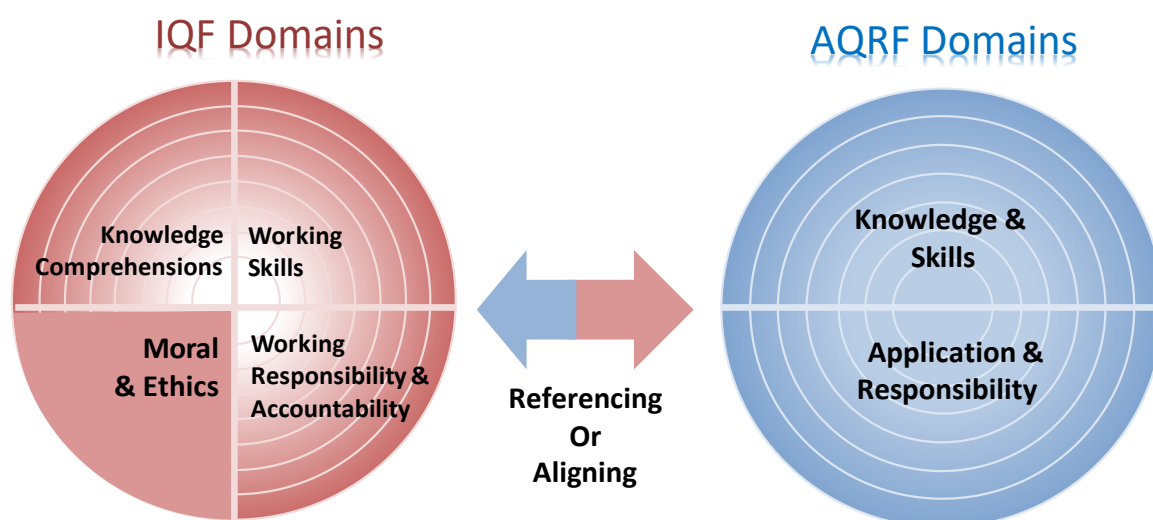 IQF Domains
AQRF Domains
Knowledge
Comprehensions
Working
Skills
Moral
& Ethics
Working
Responsibility &
Accountability
Referencing
Or
Aligning
Knowledge &
Skills
Application &
Responsibility